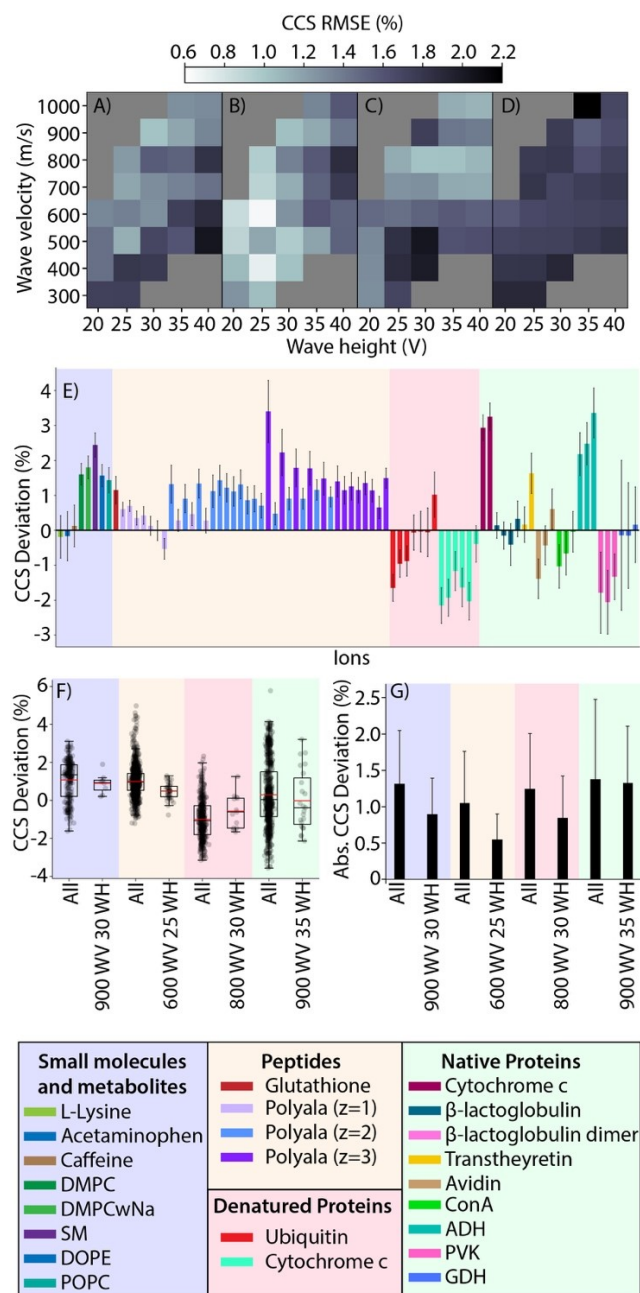 CCS RMSE (%)
0.6 1.0 1.4 1.8 2.2
0.8 1.2 1.6 2.0
A) B) C) D)
Wave velocity (m/s)
1000
900
800
700
600
500
400
300
20 25 30 35 40 20 25 30 35 40 20 25 30 35 40 20 25 30 35 40
Wave height (V)
E)
CCS Deviation (%)
4
3
2
1
0
-1
-2
-3
Ions
F)
CCS Deviation (%)
6
4
2
0
-2
-4
All
900 WV 30 WH
All
600 WV 25 WH
All
800 WV 30 WH
All
900 WV 35 WH
G)
Abs. CCS Deviation (%)
2.5
2.0
1.5
1.0
0.5
0
All
900 WV 30 WH
All
600 WV 25 WH
All
800 WV 30 WH
All
900 WV 35 WH
Small molecules
and metabolites
L-Lysine
Acetaminophen
Caffeine
DMPC
DMPCwNa
SM
DOPE
POPC
Peptides
Glutathione
Polyala (z=1)
Polyala (z=2)
Polyala (z=3)
Denatured Proteins
Ubiquitin
Cytochrome c
Native Proteins
Cytochrome c
β-lactoglobulin
β-lactoglobulin dimer
Transtheyretin
Avidin
ConA
ADH
PVK
GDH